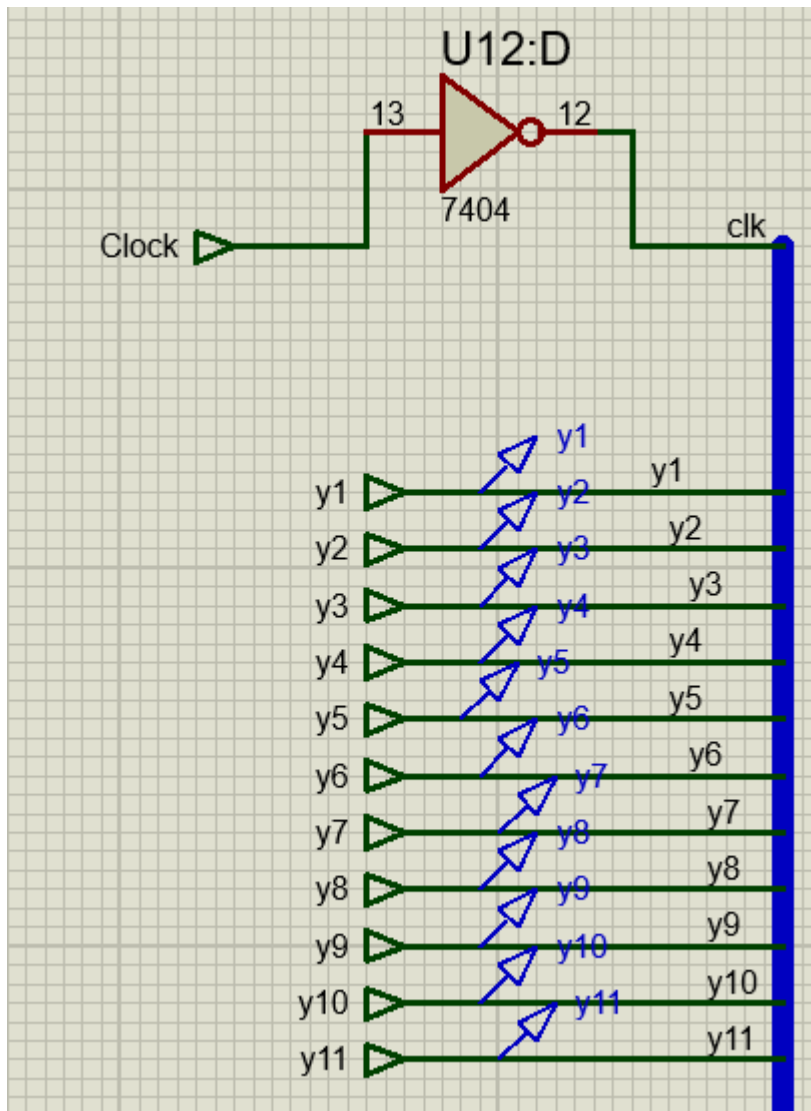 U12:D
13 12
7404
Clock clk
y1
y1 y1
y2
y2 y2
y3
y3 y3
y4
y4 y4
y5
y5 y5
y6
y6 y6
y7
y7 y7
y8
y8 y8
y9
y9 y9
y10
y10 y10
y11
y11 y11